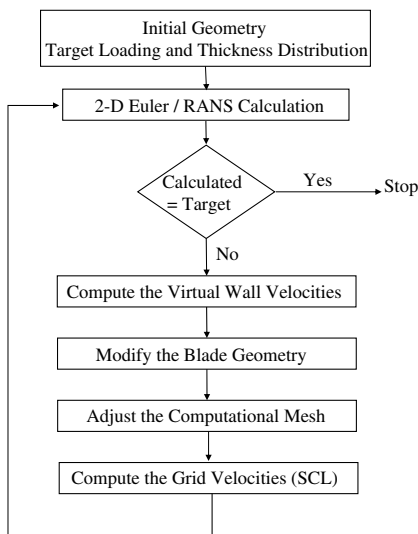 Initial Geometry
Target Loading and Thickness Distribution
2-D Euler / RANS Calculation
Calculated
= Target
Yes
Stop
No
Compute the Virtual Wall Velocities
Modify the Blade Geometry
Adjust the Computational Mesh
Compute the Grid Velocities (SCL)